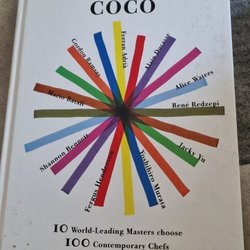 COCO
Ferran Adrià
Alain Ducasse
Gordon Ramsay
Alice Waters
Mario Batali
René Redzepi
Shannon Bennett
Jacky Yu
Fergus Henderson
Yoshihiro Murata
10 World-Leading Masters choose
100 Contemporary Chefs